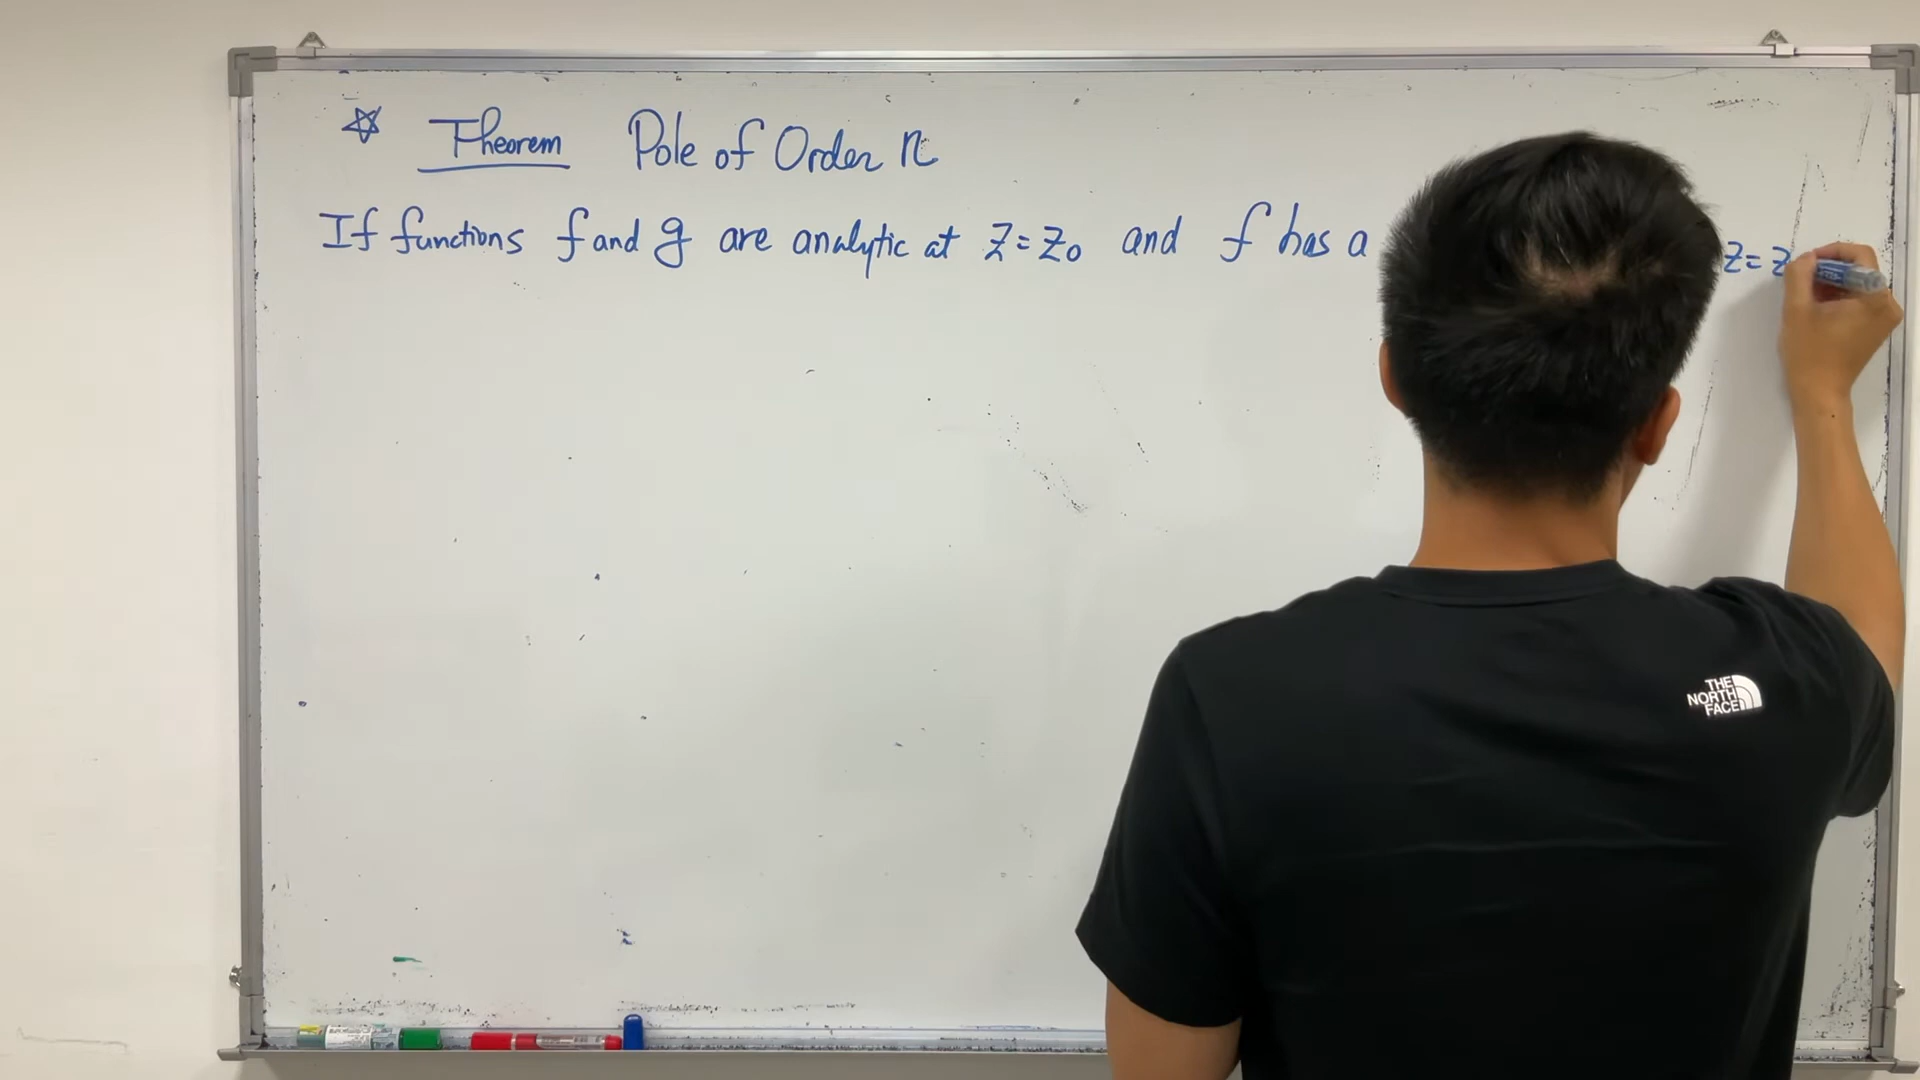 ☆ Theorem Pole of Order n
If functions f and g are analytic at z=z₀ and f has a z=z
THE NORTH FACE